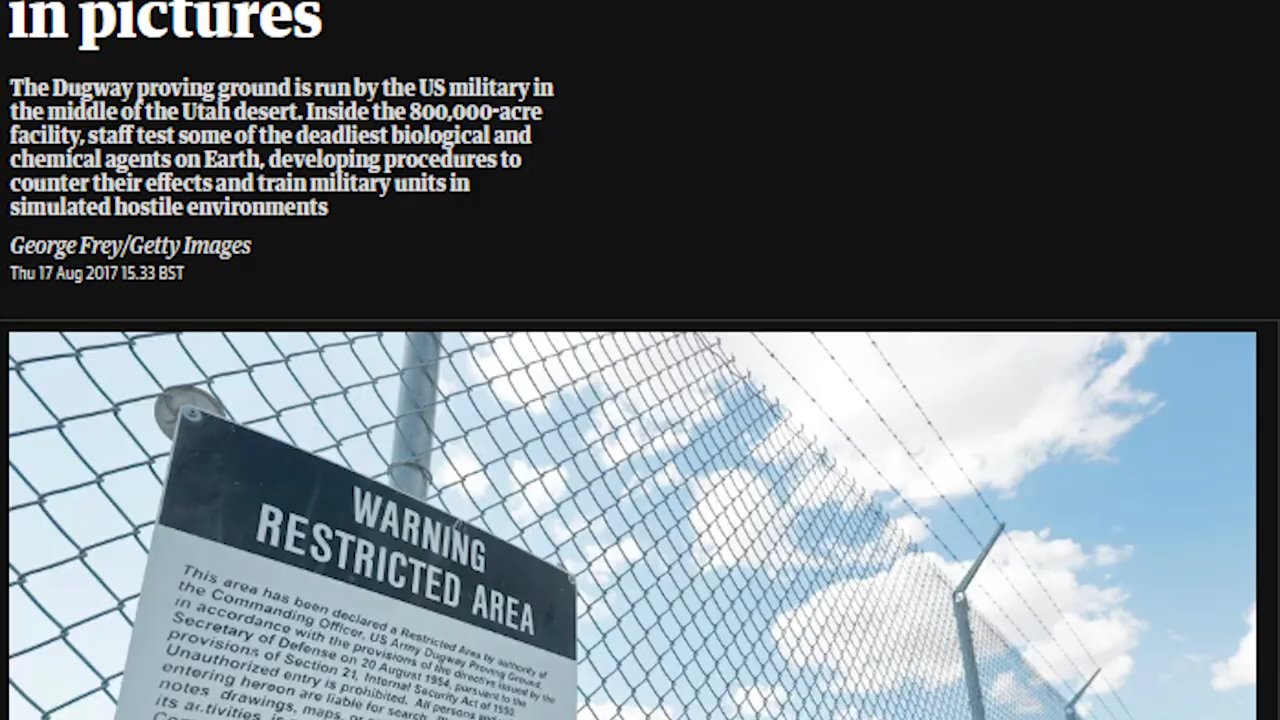 in pictures
The Dugway proving ground is run by the US military in
the middle of the Utah desert. Inside the 800,000-acre
facility, staff test some of the deadliest biological and
chemical agents on Earth, developing procedures to
counter their effects and train military units in
simulated hostile environments
George Frey/Getty Images
Thu 17 Aug 2017 15.33 BST
WARNING
RESTRICTED AREA
This area has been declared a Restricted Area by authority of
the Commanding Officer, US Army Dugway Proving Ground,
in accordance with the provisions of the directive issued by the
Secretary of Defense on 20 August 1954, pursuant to the
provisions of Section 21, Internal Security Act of 1950.
Unauthorized entry is prohibited. All persons and
entering hereon are liable for search.
notes drawings, maps, or
its activities, is